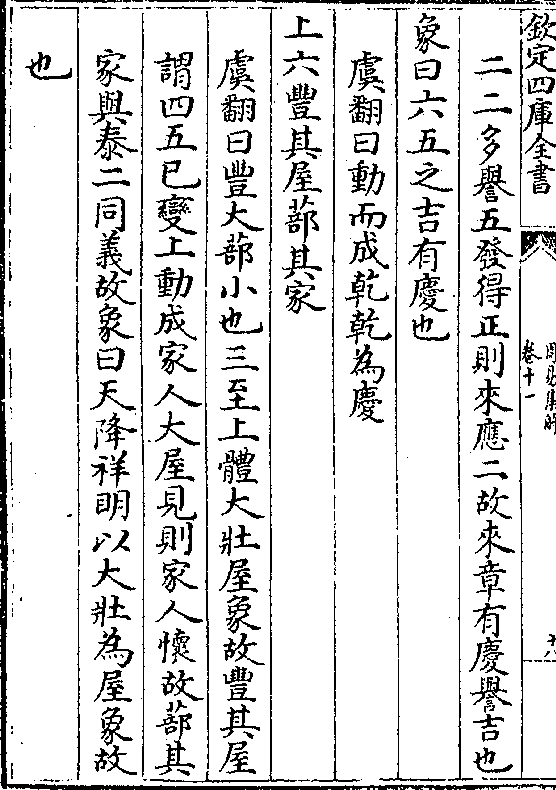 欽定四庫全書
周易集解
卷十一
二二多譽五發得正則來應二故來章有慶譽吉也
象曰六五之吉有慶也
虞翻曰動而成乾乾為慶
上六豐其屋蔀其家
虞翻曰豐大蔀小也三至上體大壯屋象故豐其屋
謂四五已變上動成家人大屋見則家人懷故蔀其
家與泰二同義故象曰天降祥明以大壯為屋象故
也